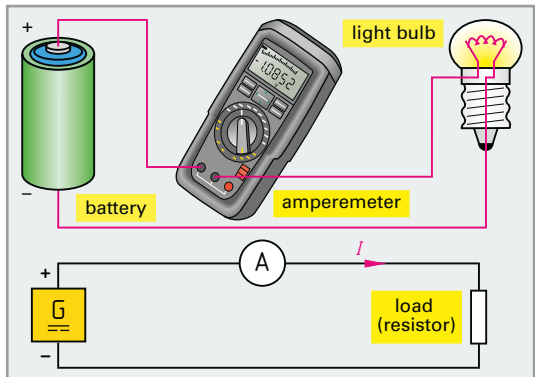 +
light bulb
-1.0852
battery
−
amperemeter
A
I
+
G
load
(resistor)
−